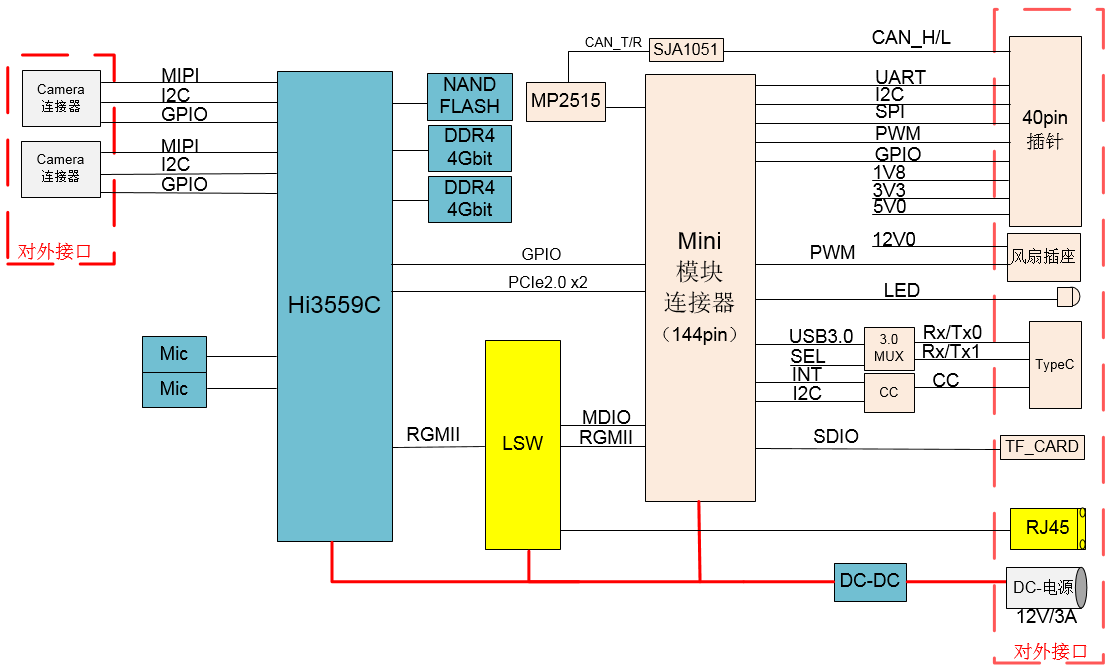 CAN_T/R
SJA1051
CAN_H/L
MIPI
I2C
GPIO
Camera
连接器
NAND
FLASH
MP2515
UART
I2C
SPI
PWM
GPIO
1V8
3V3
5V0
40pin
插针
MIPI
I2C
GPIO
Camera
连接器
DDR4
4Gbit
DDR4
4Gbit
对外接口
Hi3559C
GPIO
PCIe2.0 x2
Mini
模块
连接器
（144pin）
12V0
PWM
风扇插座
LED
USB3.0
SEL
INT
I2C
3.0
MUX
CC
Rx/Tx0
Rx/Tx1
CC
TypeC
Mic
Mic
RGMII
LSW
MDIO
RGMII
SDIO
TF_CARD
RJ45
DC-DC
DC-电源
12V/3A
对外接口